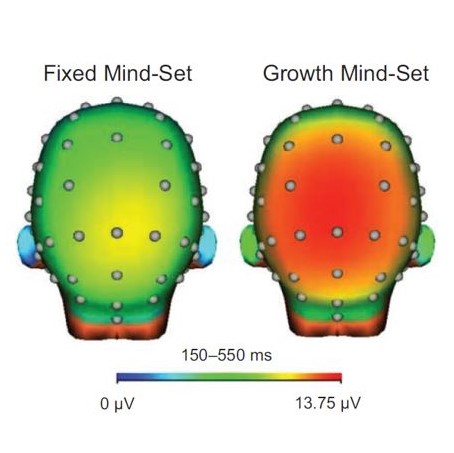 Fixed Mind-Set
Growth Mind-Set
150–550 ms
0 µV
13.75 µV